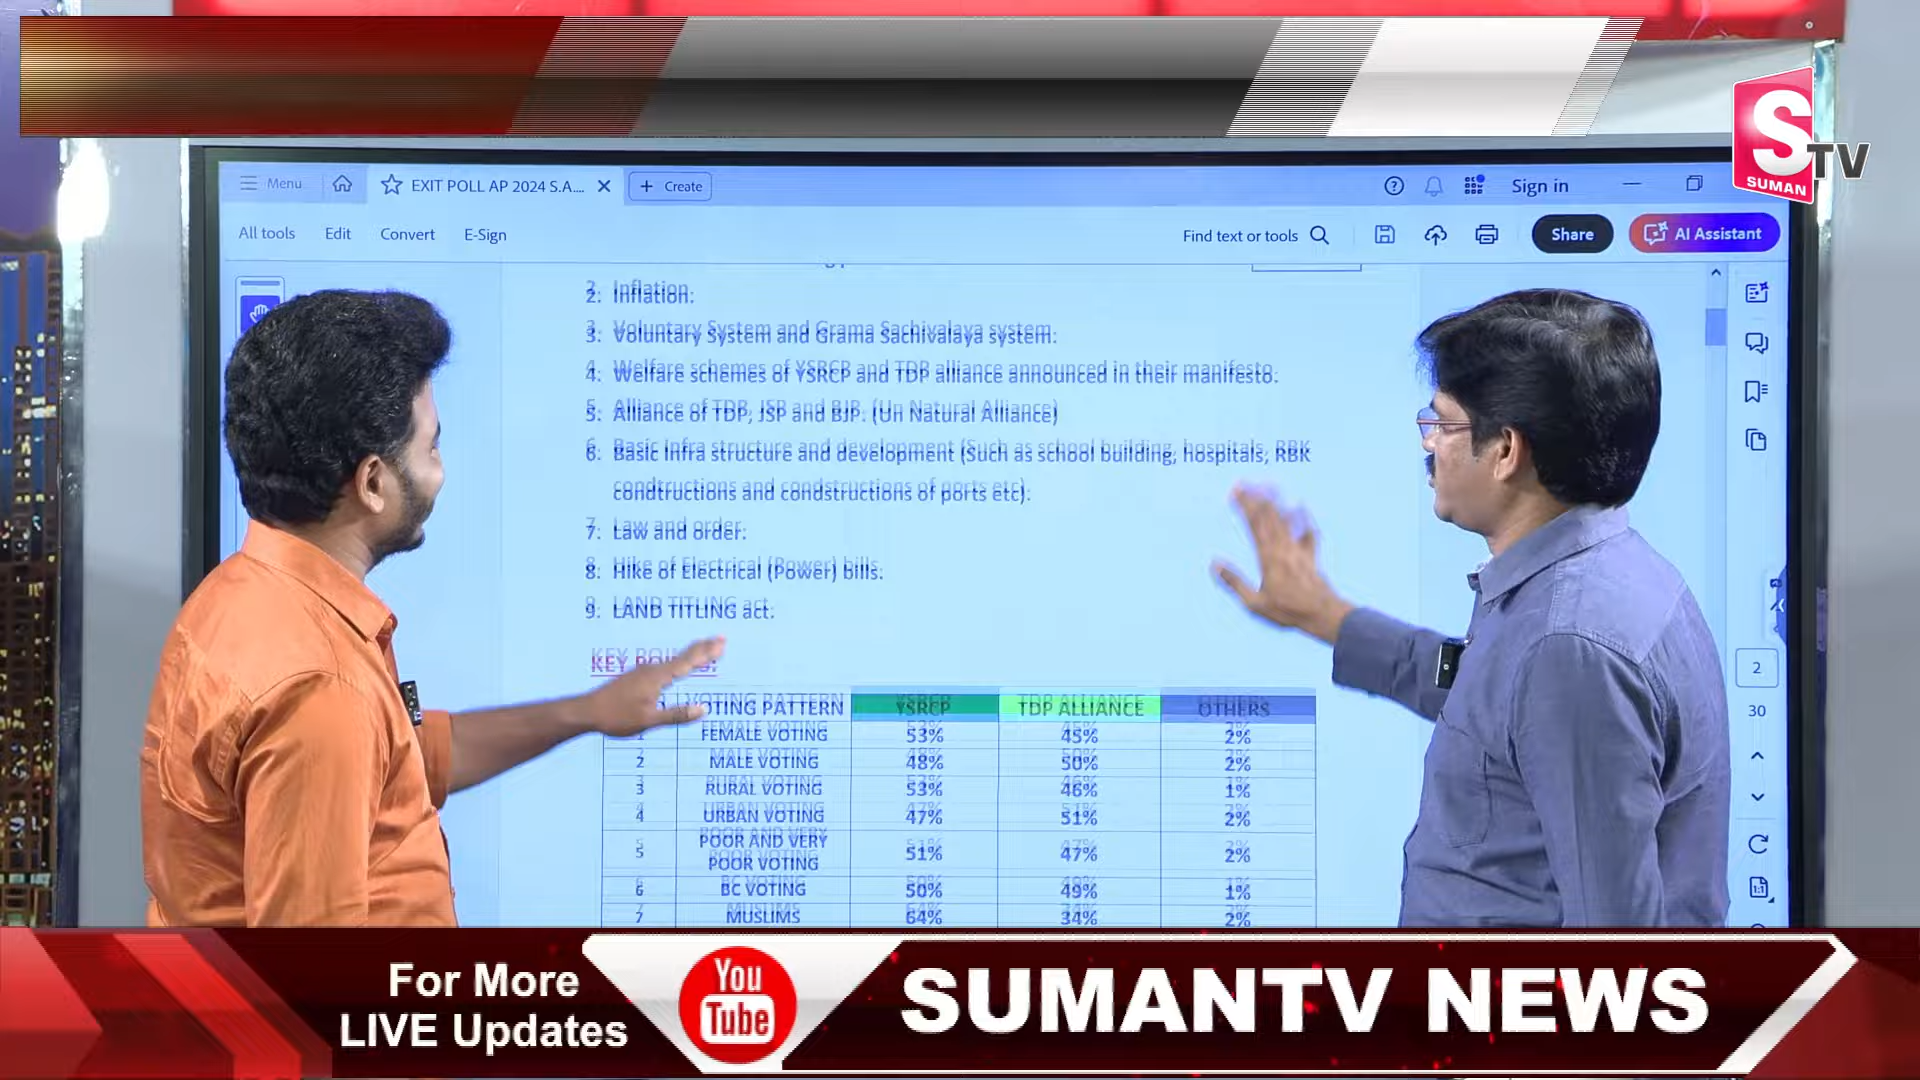 S
SUMAN
TV
Menu
EXIT POLL AP 2024 S.A....
+ Create
Sign in
All tools Edit Convert E-Sign
Find text or tools
Share
AI Assistant
2. Inflation.
3. Voluntary System and Grama Sachivalaya system.
4. Welfare schemes of YSRCP and TDP alliance announced in their manifesto.
5. Alliance of TDP, JSP and BJP. (Un Natural Alliance)
6. Basic Infra structure and development (Such as school building, hospitals, RBK
condtructions and condstructions of ports etc).
7. Law and order.
8. Hike of Electrical (Power) bills.
9. LAND TITLING act.
KEY POINTS:
VOTING PATTERN YSRCP TDP ALLIANCE OTHERS
1 FEMALE VOTING 53% 45% 2%
2 MALE VOTING 48% 50% 2%
3 RURAL VOTING 53% 46% 1%
4 URBAN VOTING 47% 51% 2%
5 POOR AND VERY
POOR VOTING 51% 47% 2%
6 BC VOTING 50% 49% 1%
7 MUSLIMS 64% 34% 2%
2
30
For More
LIVE Updates
You
Tube
SUMANTV NEWS